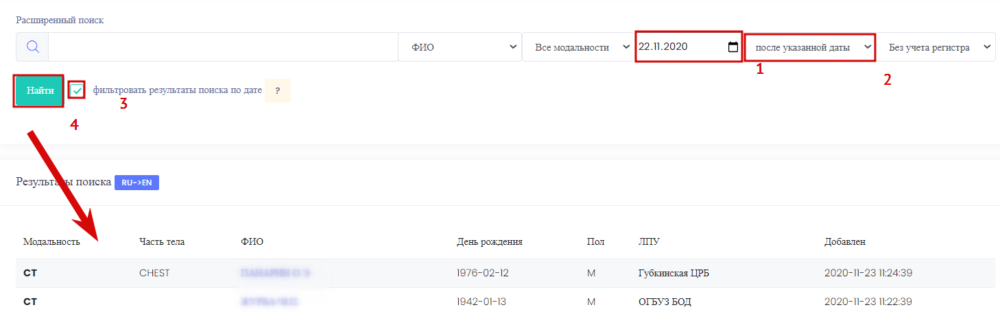 Расширенный поиск
ФИО Все модальности 22.11.2020 после указанной даты Без учета регистра
1 2
Найти фильтровать результаты поиска по дате ?
3
4
Результаты поиска RU->EN
Модальность Часть тела ФИО День рождения Пол ЛПУ Добавлен
CT CHEST 1976-02-12 M Губкинская ЦРБ 2020-11-23 11:24:39
CT 1942-01-13 M ОГБУЗ БОД 2020-11-23 11:22:39